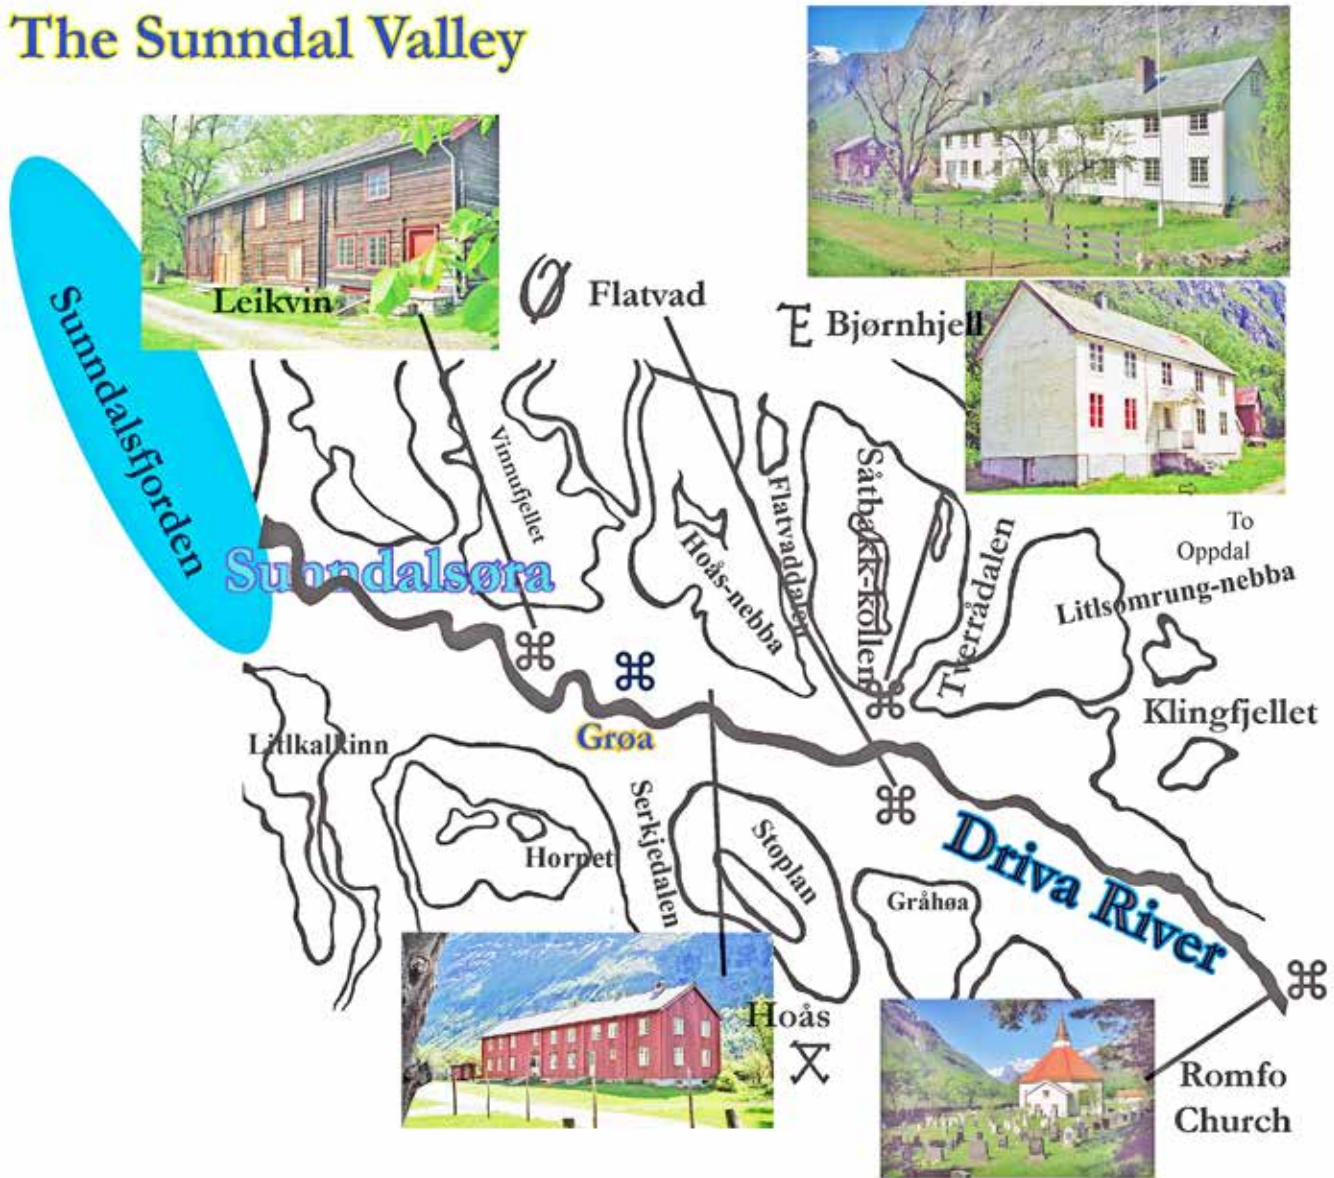 The Sunndal Valley
Leikvin
Flatvad
Bjørnhjell
Sunndalsfjorden
Vinnufjellet
Sunndalsøra
Hoås-nebba
Flatvaddalen
Såtbakk-kollen
Tverrådalen
To
Oppdal
Litlsomrung-nebba
Klingfjellet
Litlkalkinn
Grøa
Horpet
Serkjedalen
Stoplan
Gråhøa
Driva River
Hoås
Romfo
Church